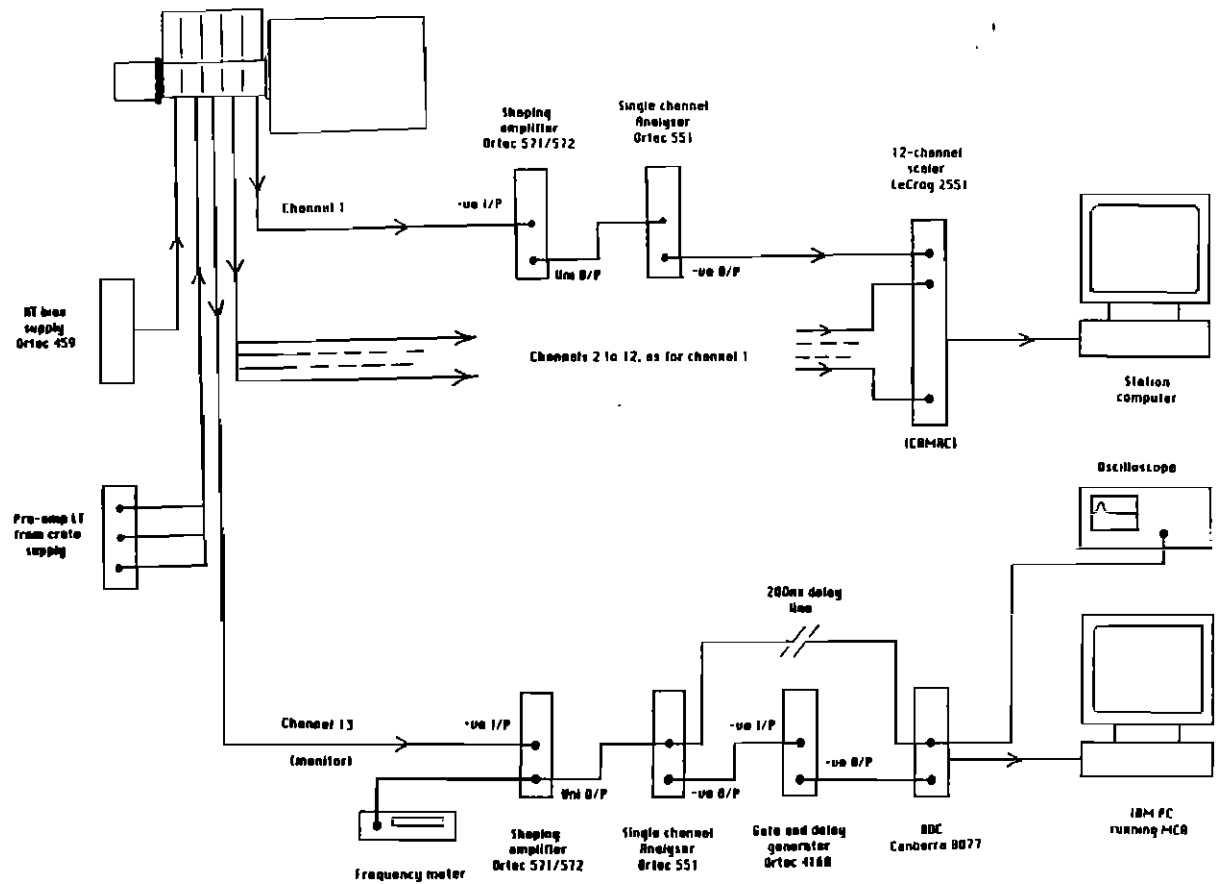 Shaping
amplifier
Ortec 571/572
Single channel
Analyser
Ortec 551
12-channel
scaler
LeCroy 2551
Channel 1
-ve I/P
Uni O/P
-ve O/P
HT bias
supply
Ortec 459
Channels 2 to 12, as for channel 1
Station
computer
(CAMAC)
Oscilloscope
Pre-amp LT
from crate
supply
200ns delay
line
Channel 13
(monitor)
-ve I/P
Uni O/P
-ve I/P
-ve O/P
-ve O/P
Frequency meter
Shaping
amplifier
Ortec 571/572
Single channel
Analyser
Ortec 551
Gate and delay
generator
Ortec 416A
ADC
Canberra 8077
IBM PC
running MCA